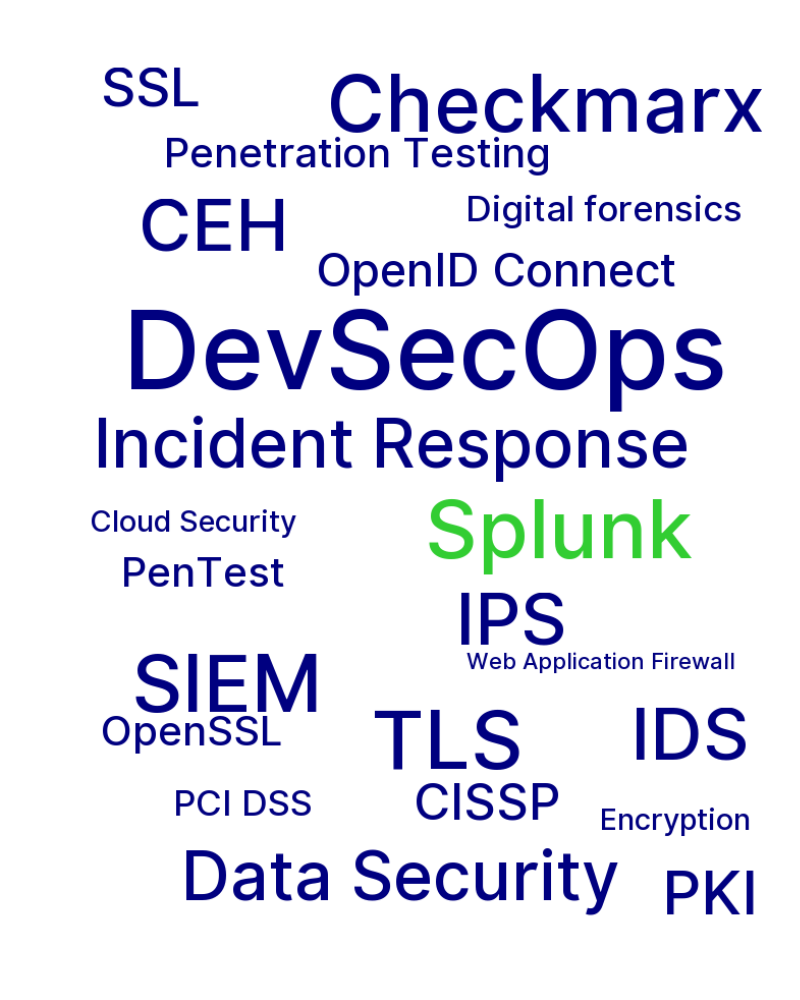 SSL
Checkmarx
Penetration Testing
CEH
Digital forensics
OpenID Connect
DevSecOps
Incident Response
Cloud Security
Splunk
PenTest
IPS
Web Application Firewall
SIEM
OpenSSL
TLS
IDS
PCI DSS
CISSP
Encryption
Data Security
PKI